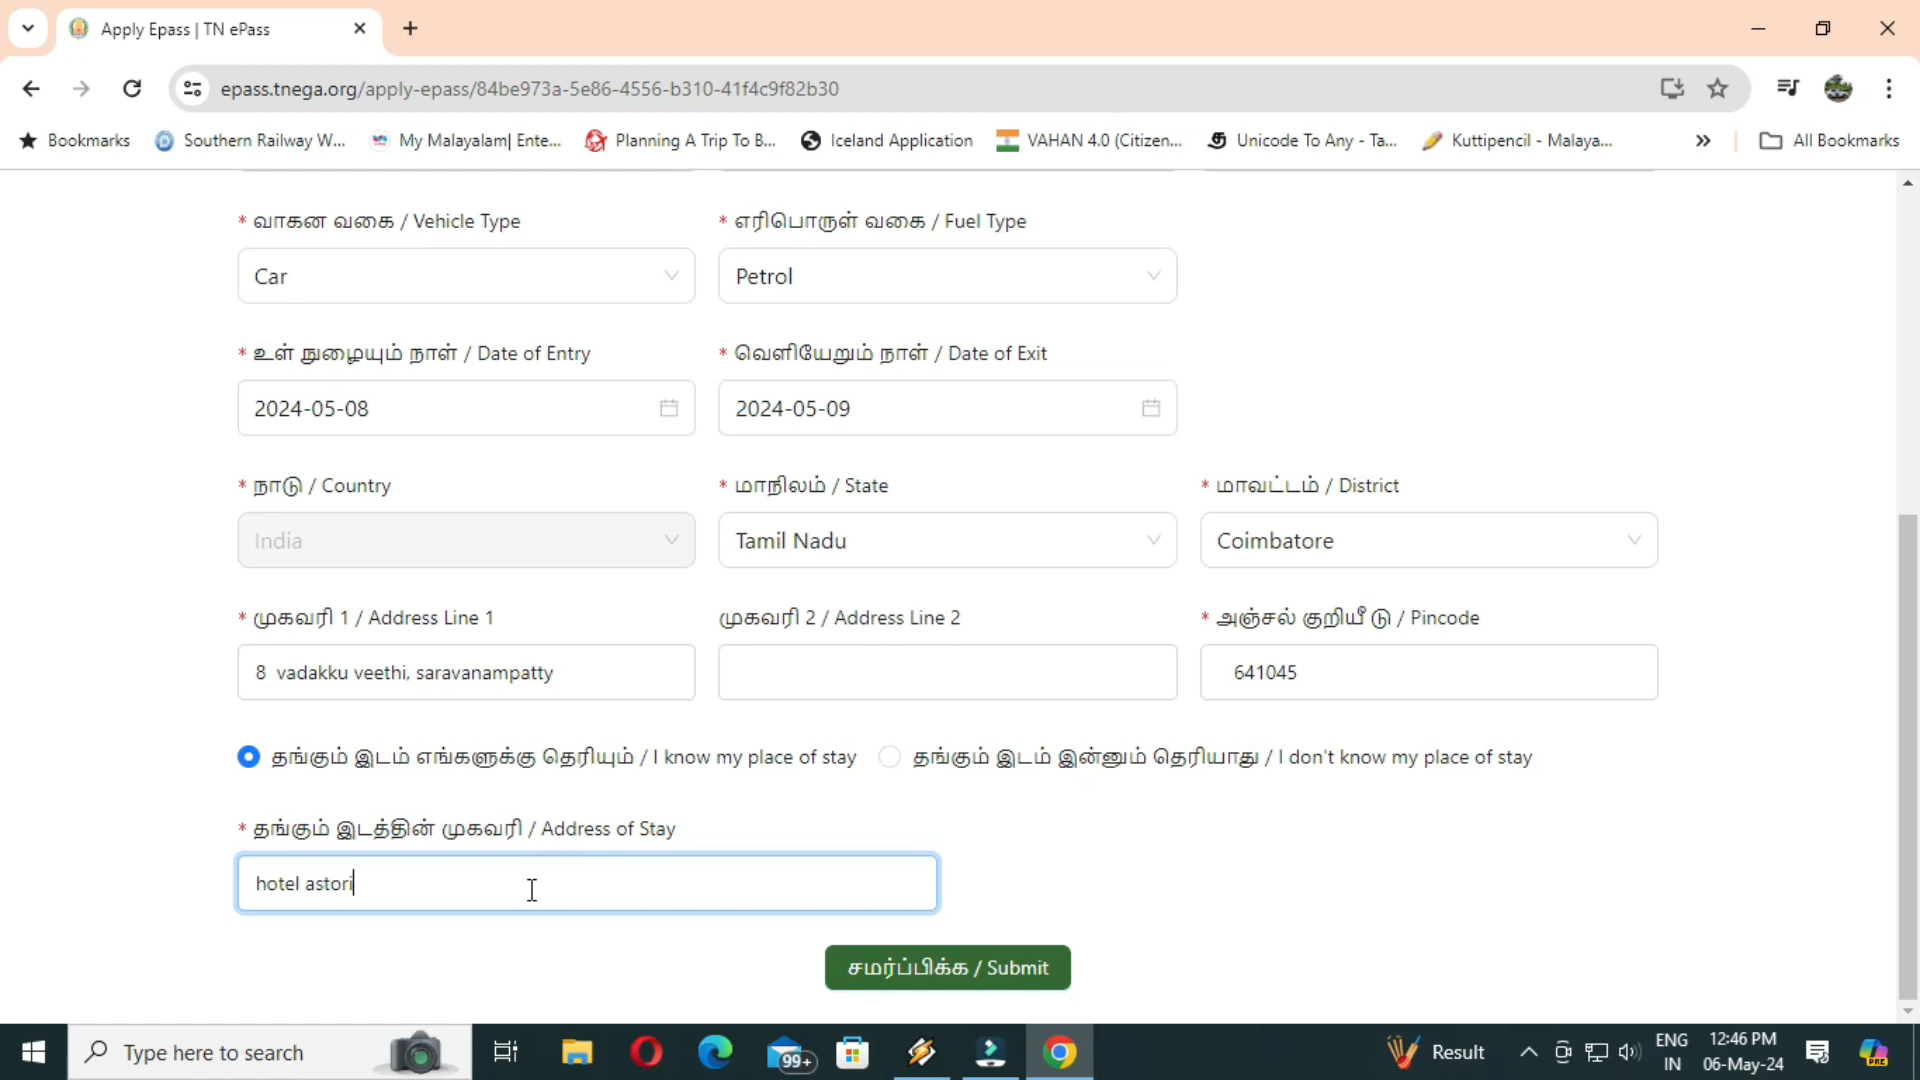 Apply Epass | TN ePass
epass.tnega.org/apply-epass/84be973a-5e86-4556-b310-41f4c9f82b30
Bookmarks Southern Railway W... My Malayalam| Ente... Planning A Trip To B... Iceland Application VAHAN 4.0 (Citizen... Unicode To Any - Ta... Kuttipencil - Malaya... » All Bookmarks
* வாகன வகை / Vehicle Type * எரிபொருள் வகை / Fuel Type
Car Petrol
* உள் நுழையும் நாள் / Date of Entry * வெளியேறும் நாள் / Date of Exit
2024-05-08 2024-05-09
* நாடு / Country * மாநிலம் / State * மாவட்டம் / District
India Tamil Nadu Coimbatore
* முகவரி 1 / Address Line 1 முகவரி 2 / Address Line 2 * அஞ்சல் குறியீடு / Pincode
8 vadakku veethi, saravanampatty 641045
தங்கும் இடம் எங்களுக்கு தெரியும் / I know my place of stay தங்கும் இடம் இன்னும் தெரியாது / I don't know my place of stay
* தங்கும் இடத்தின் முகவரி / Address of Stay
hotel astori
சமர்ப்பிக்க / Submit
Type here to search 99+ Result ENG 12:46 PM
IN 06-May-24 PRE